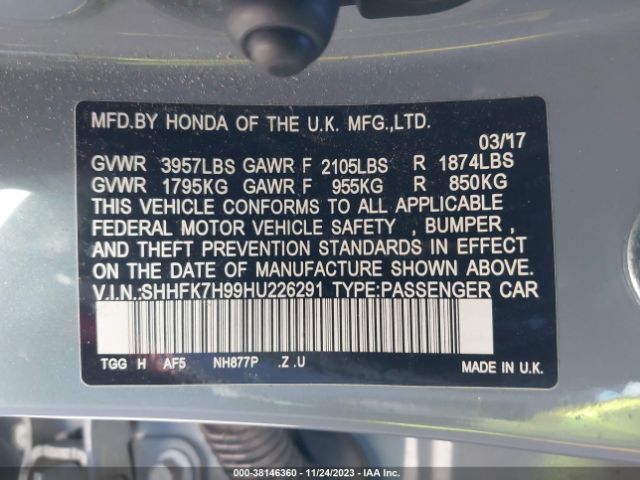 MFD.BY HONDA OF THE U.K. MFG.,LTD.
03/17
GVWR 3957LBS GAWR F 2105LBS R 1874LBS
GVWR 1795KG GAWR F 955KG R 850KG
THIS VEHICLE CONFORMS TO ALL APPLICABLE
FEDERAL MOTOR VEHICLE SAFETY , BUMPER ,
AND THEFT PREVENTION STANDARDS IN EFFECT
ON THE DATE OF MANUFACTURE SHOWN ABOVE
V.I.N.:SHHFK7H99HU226291 TYPE:PASSENGER CAR
TGG H AF5 NH877P .Z .U MADE IN U.K.
000-38146360 - 11/24/2023 - IAA Inc.